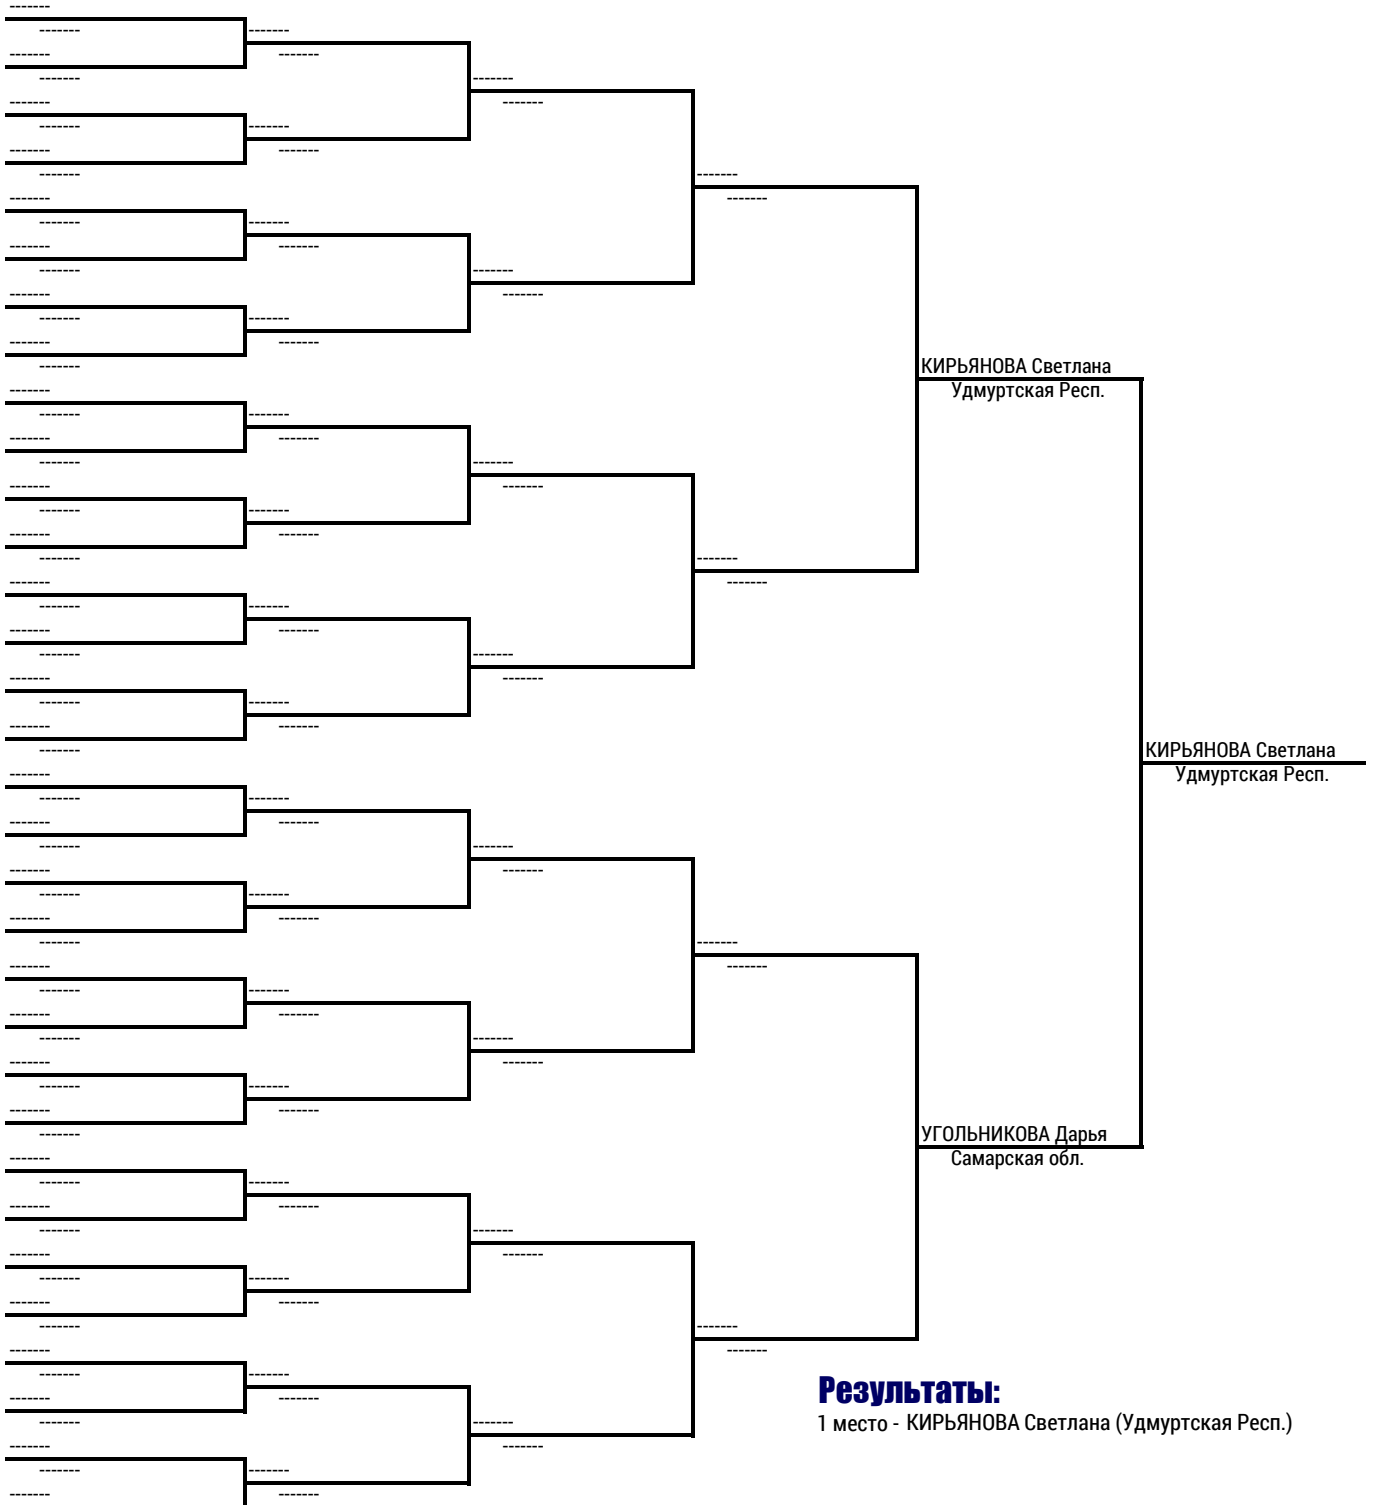 КИРЬЯНОВА Светлана
Удмуртская Респ.
КИРЬЯНОВА Светлана
Удмуртская Респ.
УГОЛЬНИКОВА Дарья
Самарская обл.
Результаты:
1 место - КИРЬЯНОВА Светлана (Удмуртская Респ.)